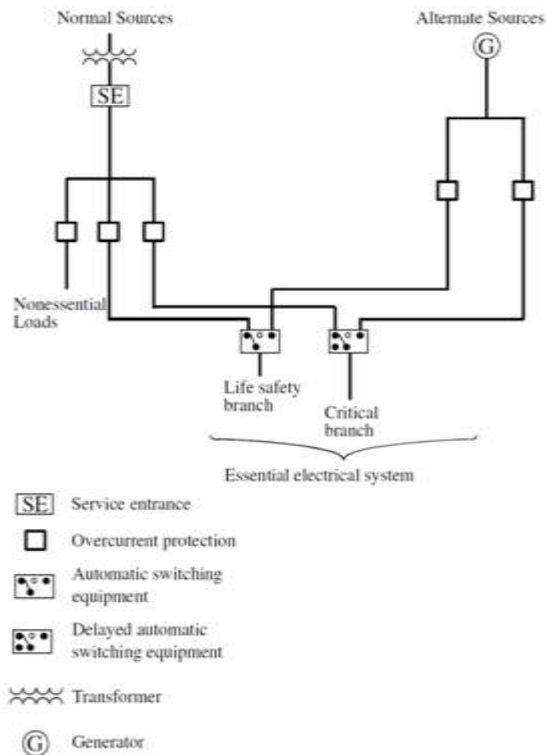 Normal Sources
Alternate Sources
G
SE
Nonessential
Loads
Life safety
branch
Critical
branch
Essential electrical system
SE Service entrance
Overcurrent protection
Automatic switching
equipment
Delayed automatic
switching equipment
Transformer
G Generator